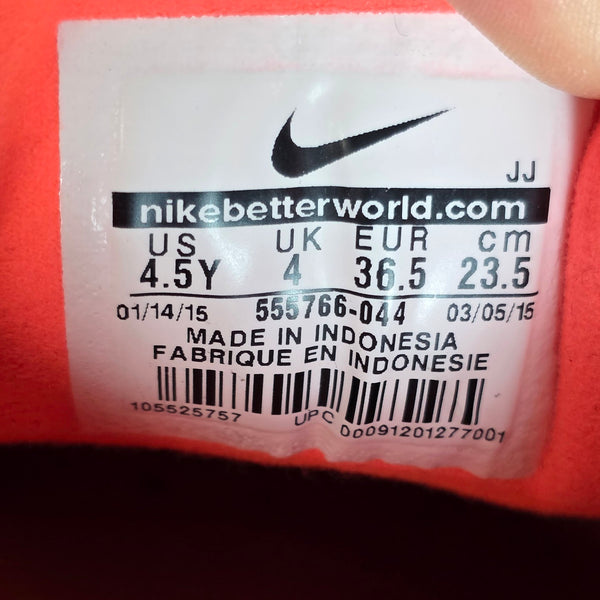 JJ
nikebetterworld.com
US UK EUR cm
4.5Y 4 36.5 23.5
01/14/15 555766-044 03/05/15
MADE IN INDONESIA
FABRIQUE EN INDONESIE
105525757 UPC 00091201277001